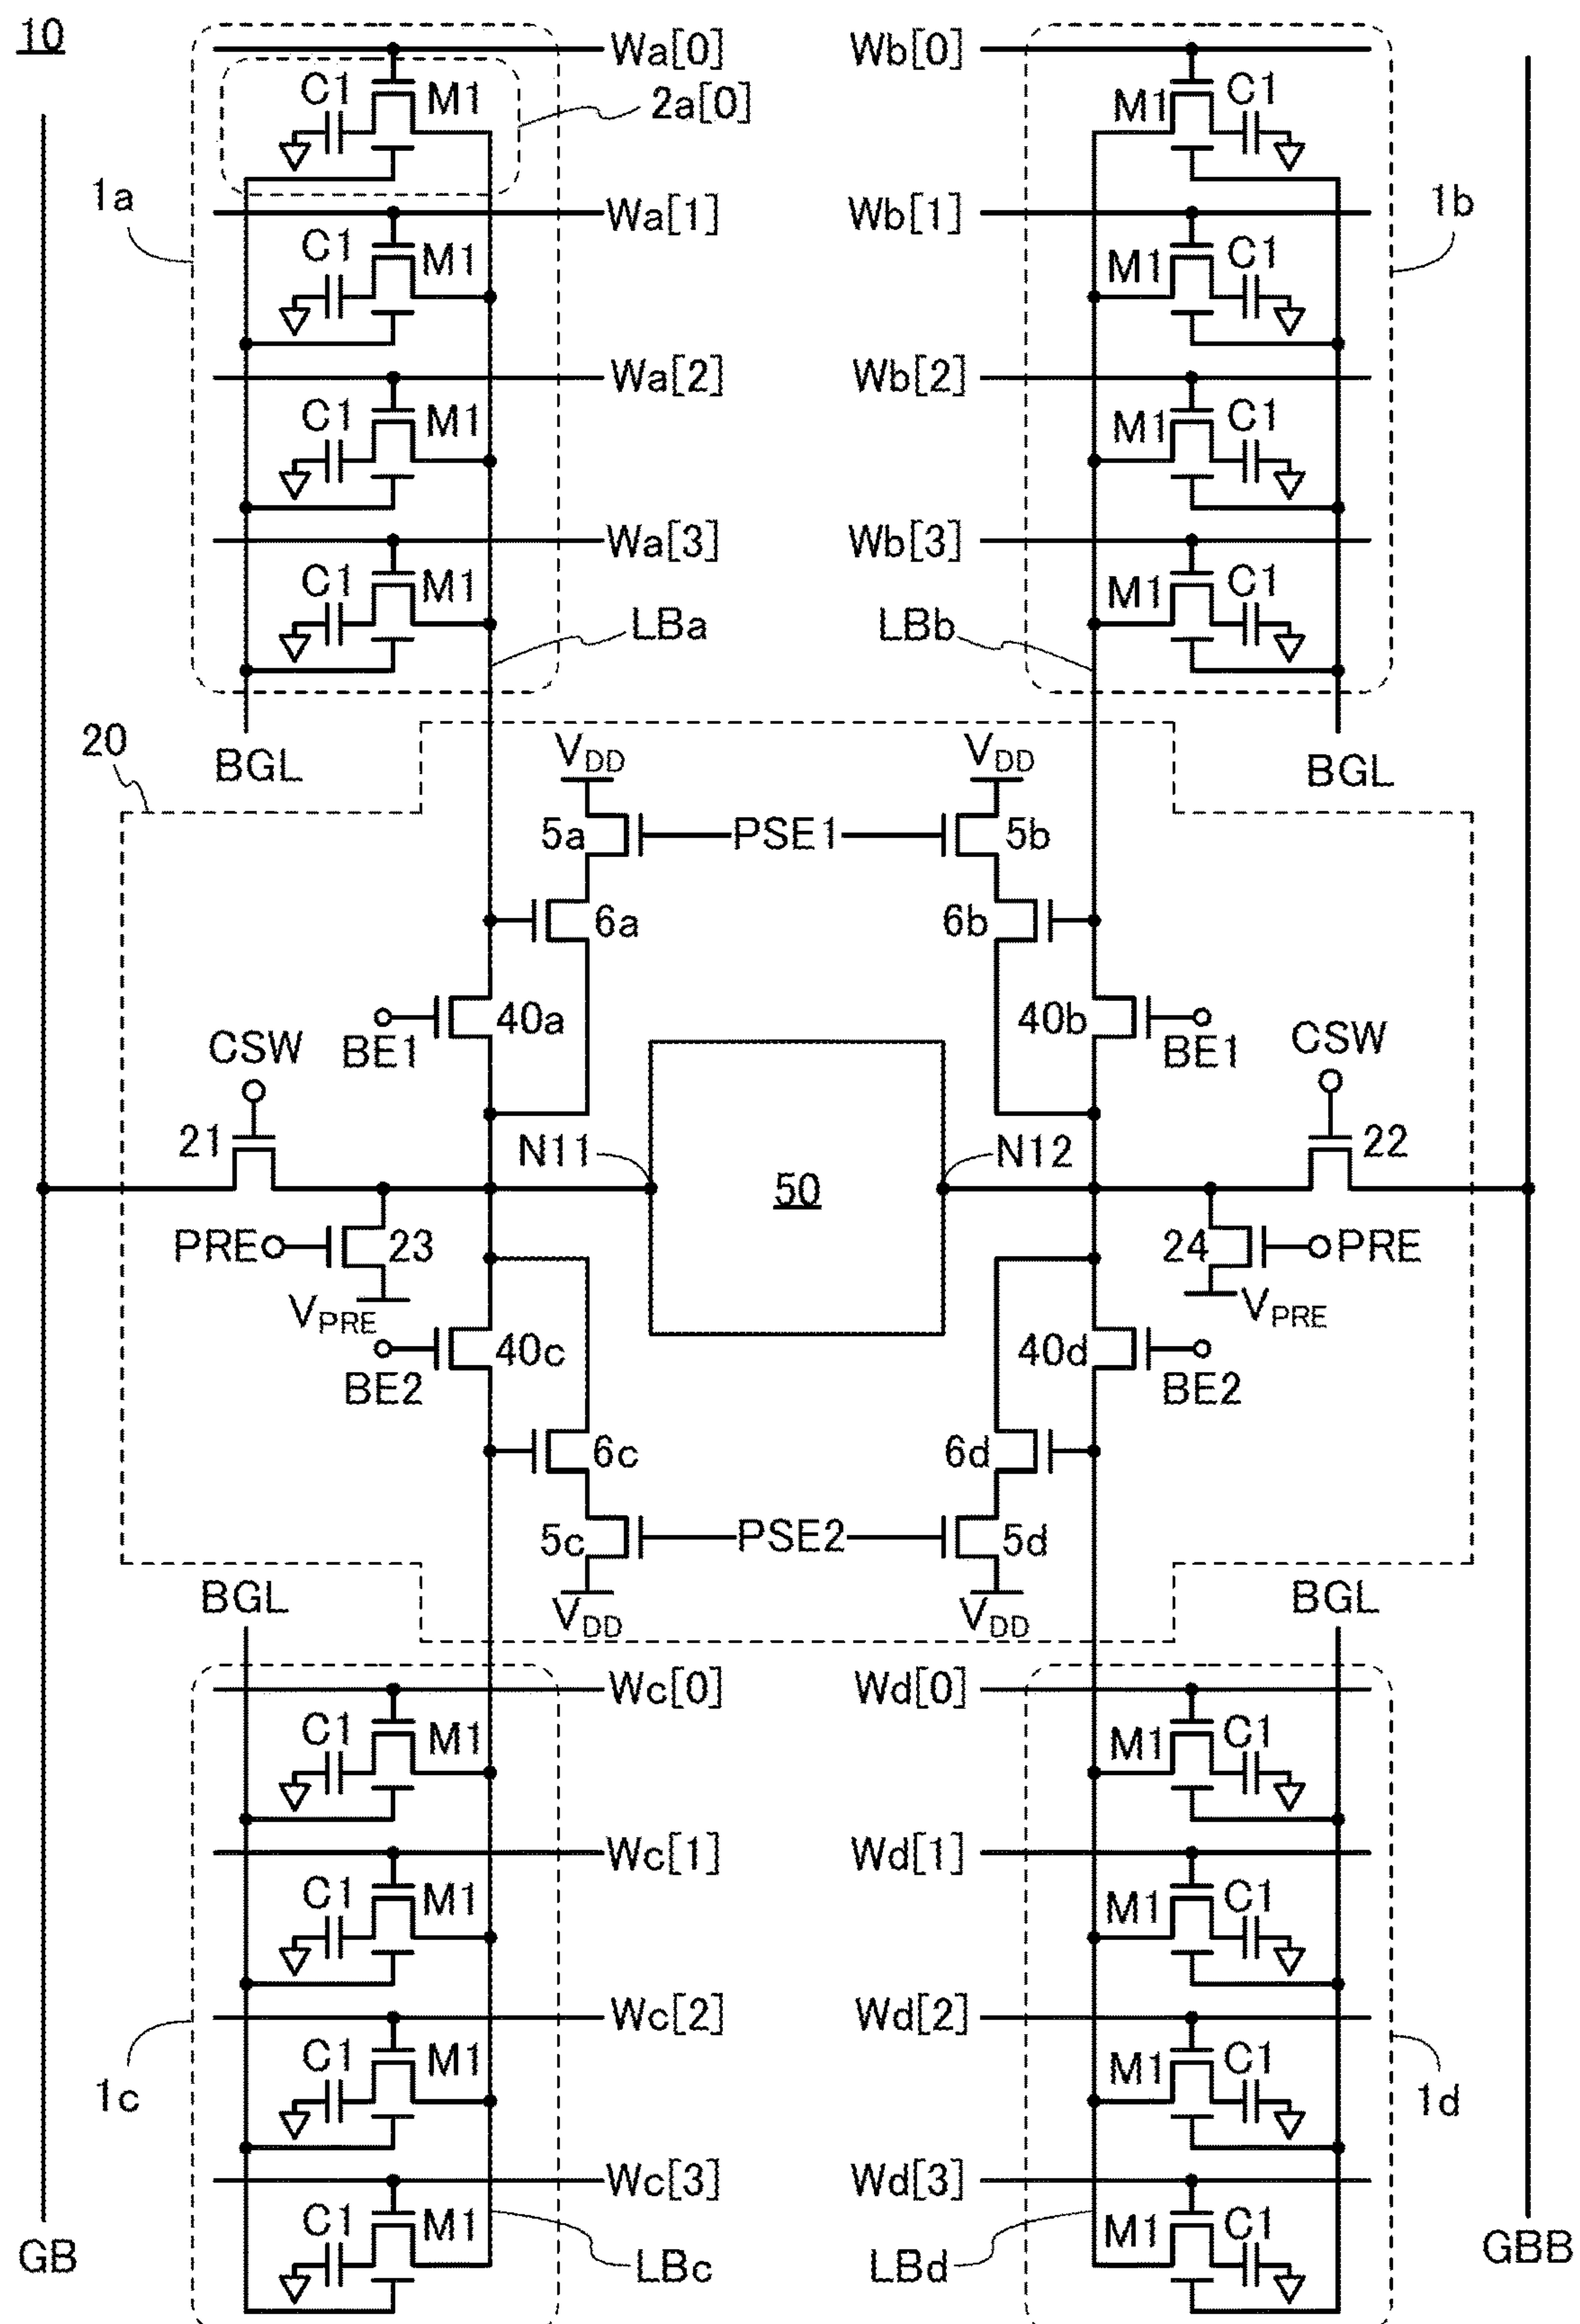 10
Wa[0] Wb[0]
C1 M1 2a[0] M1 C1
1a Wa[1] Wb[1] 1b
C1 M1 M1 C1
Wa[2] Wb[2]
C1 M1 M1 C1
Wa[3] Wb[3]
C1 M1 M1 C1
LBa LBb
20 BGL VDD VDD BGL
5a PSE1 5b
6a 6b
40a 40b
CSW BE1 BE1 CSW
21 N11 50 N12 22
PRE 23 24 PRE
VPRE VPRE
40c 40d
BE2 BE2
6c 6d
5c PSE2 5d
BGL VDD VDD BGL
Wc[0] Wd[0]
C1 M1 M1 C1
Wc[1] Wd[1]
C1 M1 M1 C1
Wc[2] Wd[2]
C1 M1 M1 C1
1c 1d
Wc[3] Wd[3]
C1 M1 M1 C1
GB LBc LBd GBB